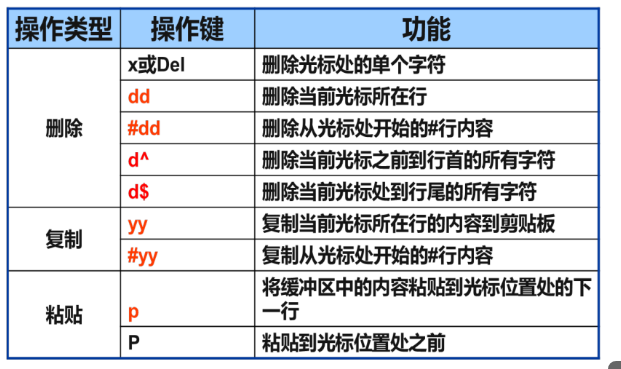 操作类型 操作键 功能
删除 x或Del 删除光标处的单个字符
dd 删除当前光标所在行
#dd 删除从光标处开始的#行内容
d^ 删除当前光标之前到行首的所有字符
d$ 删除当前光标处到行尾的所有字符
复制 yy 复制当前光标所在行的内容到剪贴板
#yy 复制从光标处开始的#行内容
粘贴 p 将缓冲区中的内容粘贴到光标位置处的下
一行
P 粘贴到光标位置处之前